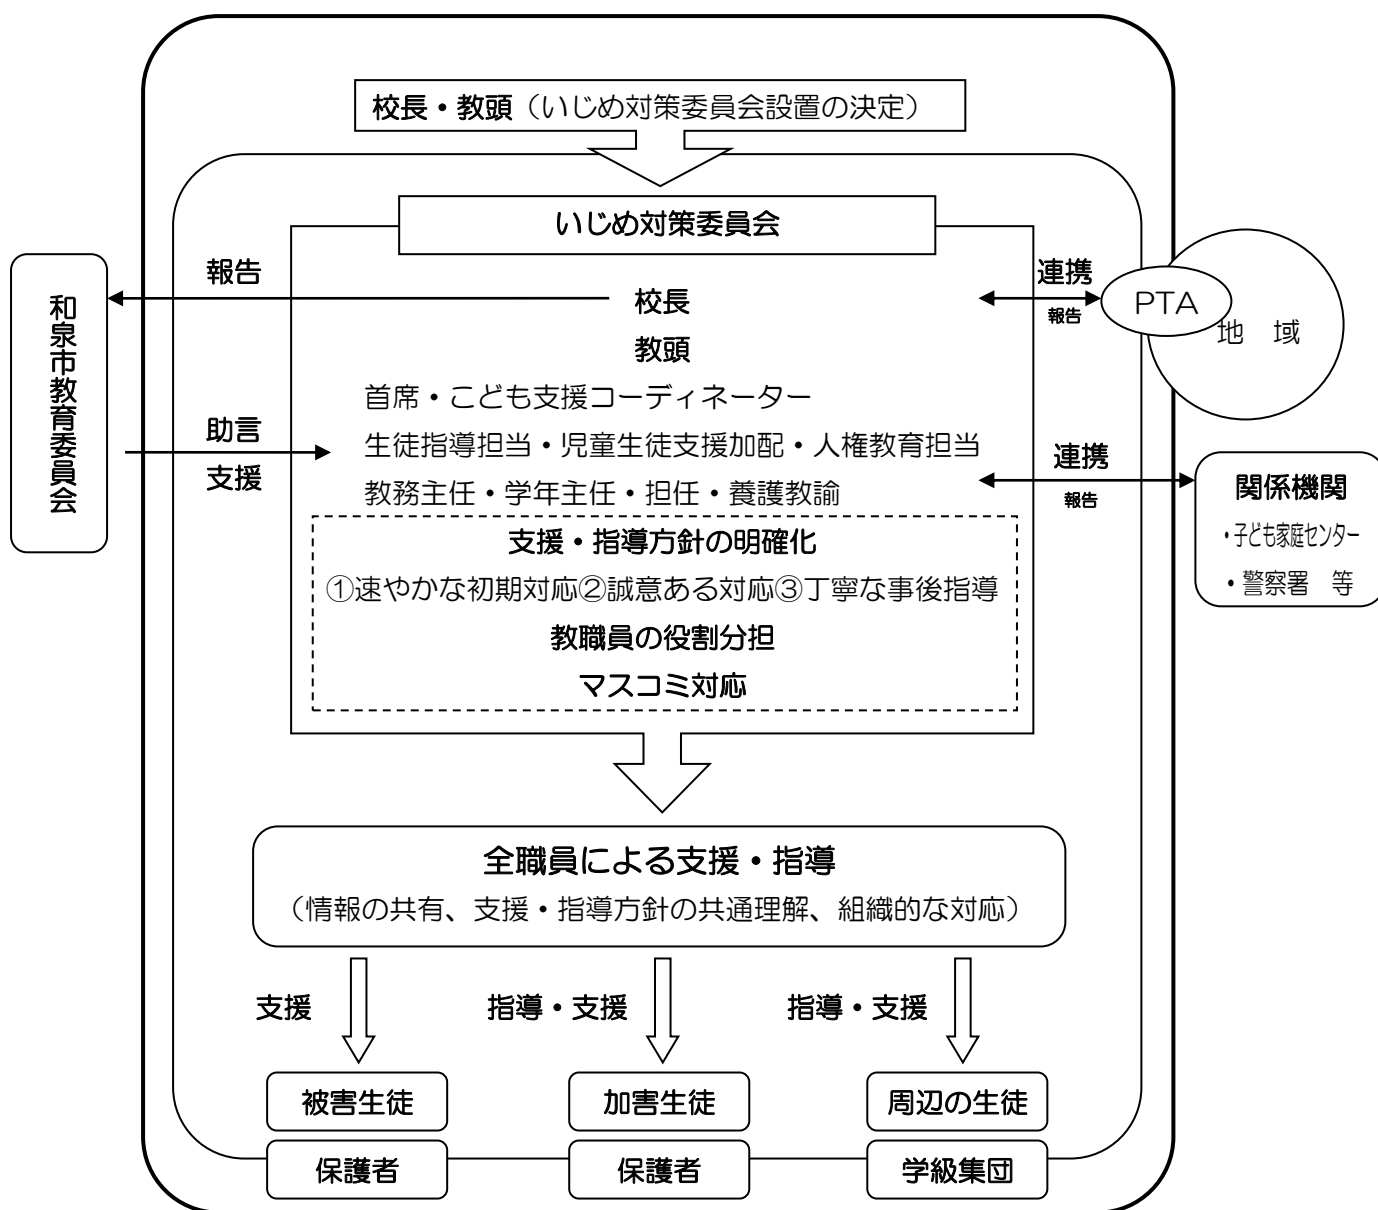 校長・教頭（いじめ対策委員会設置の決定）
いじめ対策委員会
報告
連携
報告
和泉市教育委員会
校長
PTA
地　域
教頭
首席・こども支援コーディネーター
助言
支援
生徒指導担当・児童生徒支援加配・人権教育担当
教務主任・学年主任・担任・養護教諭
連携
報告
関係機関
・子ども家庭センター
・警察署　等
支援・指導方針の明確化
①速やかな初期対応②誠意ある対応③丁寧な事後指導
教職員の役割分担
マスコミ対応
全職員による支援・指導
（情報の共有、支援・指導方針の共通理解、組織的な対応）
支援
指導・支援
指導・支援
被害生徒
加害生徒
周辺の生徒
保護者
保護者
学級集団